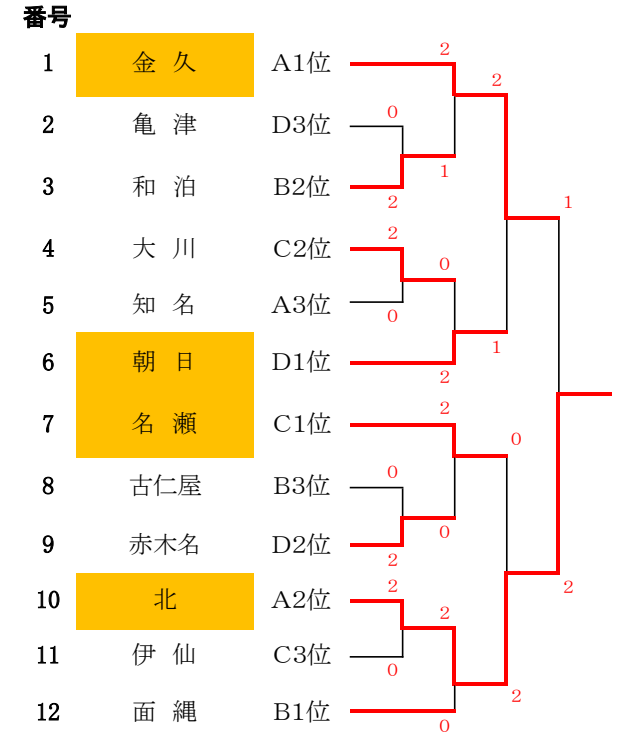 番号
1 金 久 A1位
2 亀 津 D3位
3 和 泊 B2位
4 大 川 C2位
5 知 名 A3位
6 朝 日 D1位
7 名 瀬 C1位
8 古仁屋 B3位
9 赤木名 D2位
10 北 A2位
11 伊 仙 C3位
12 面 縄 B1位
2
2
0
1
2
1
2
0
0
1
2
2
0
0
0
2
2
2
2
0
2
0